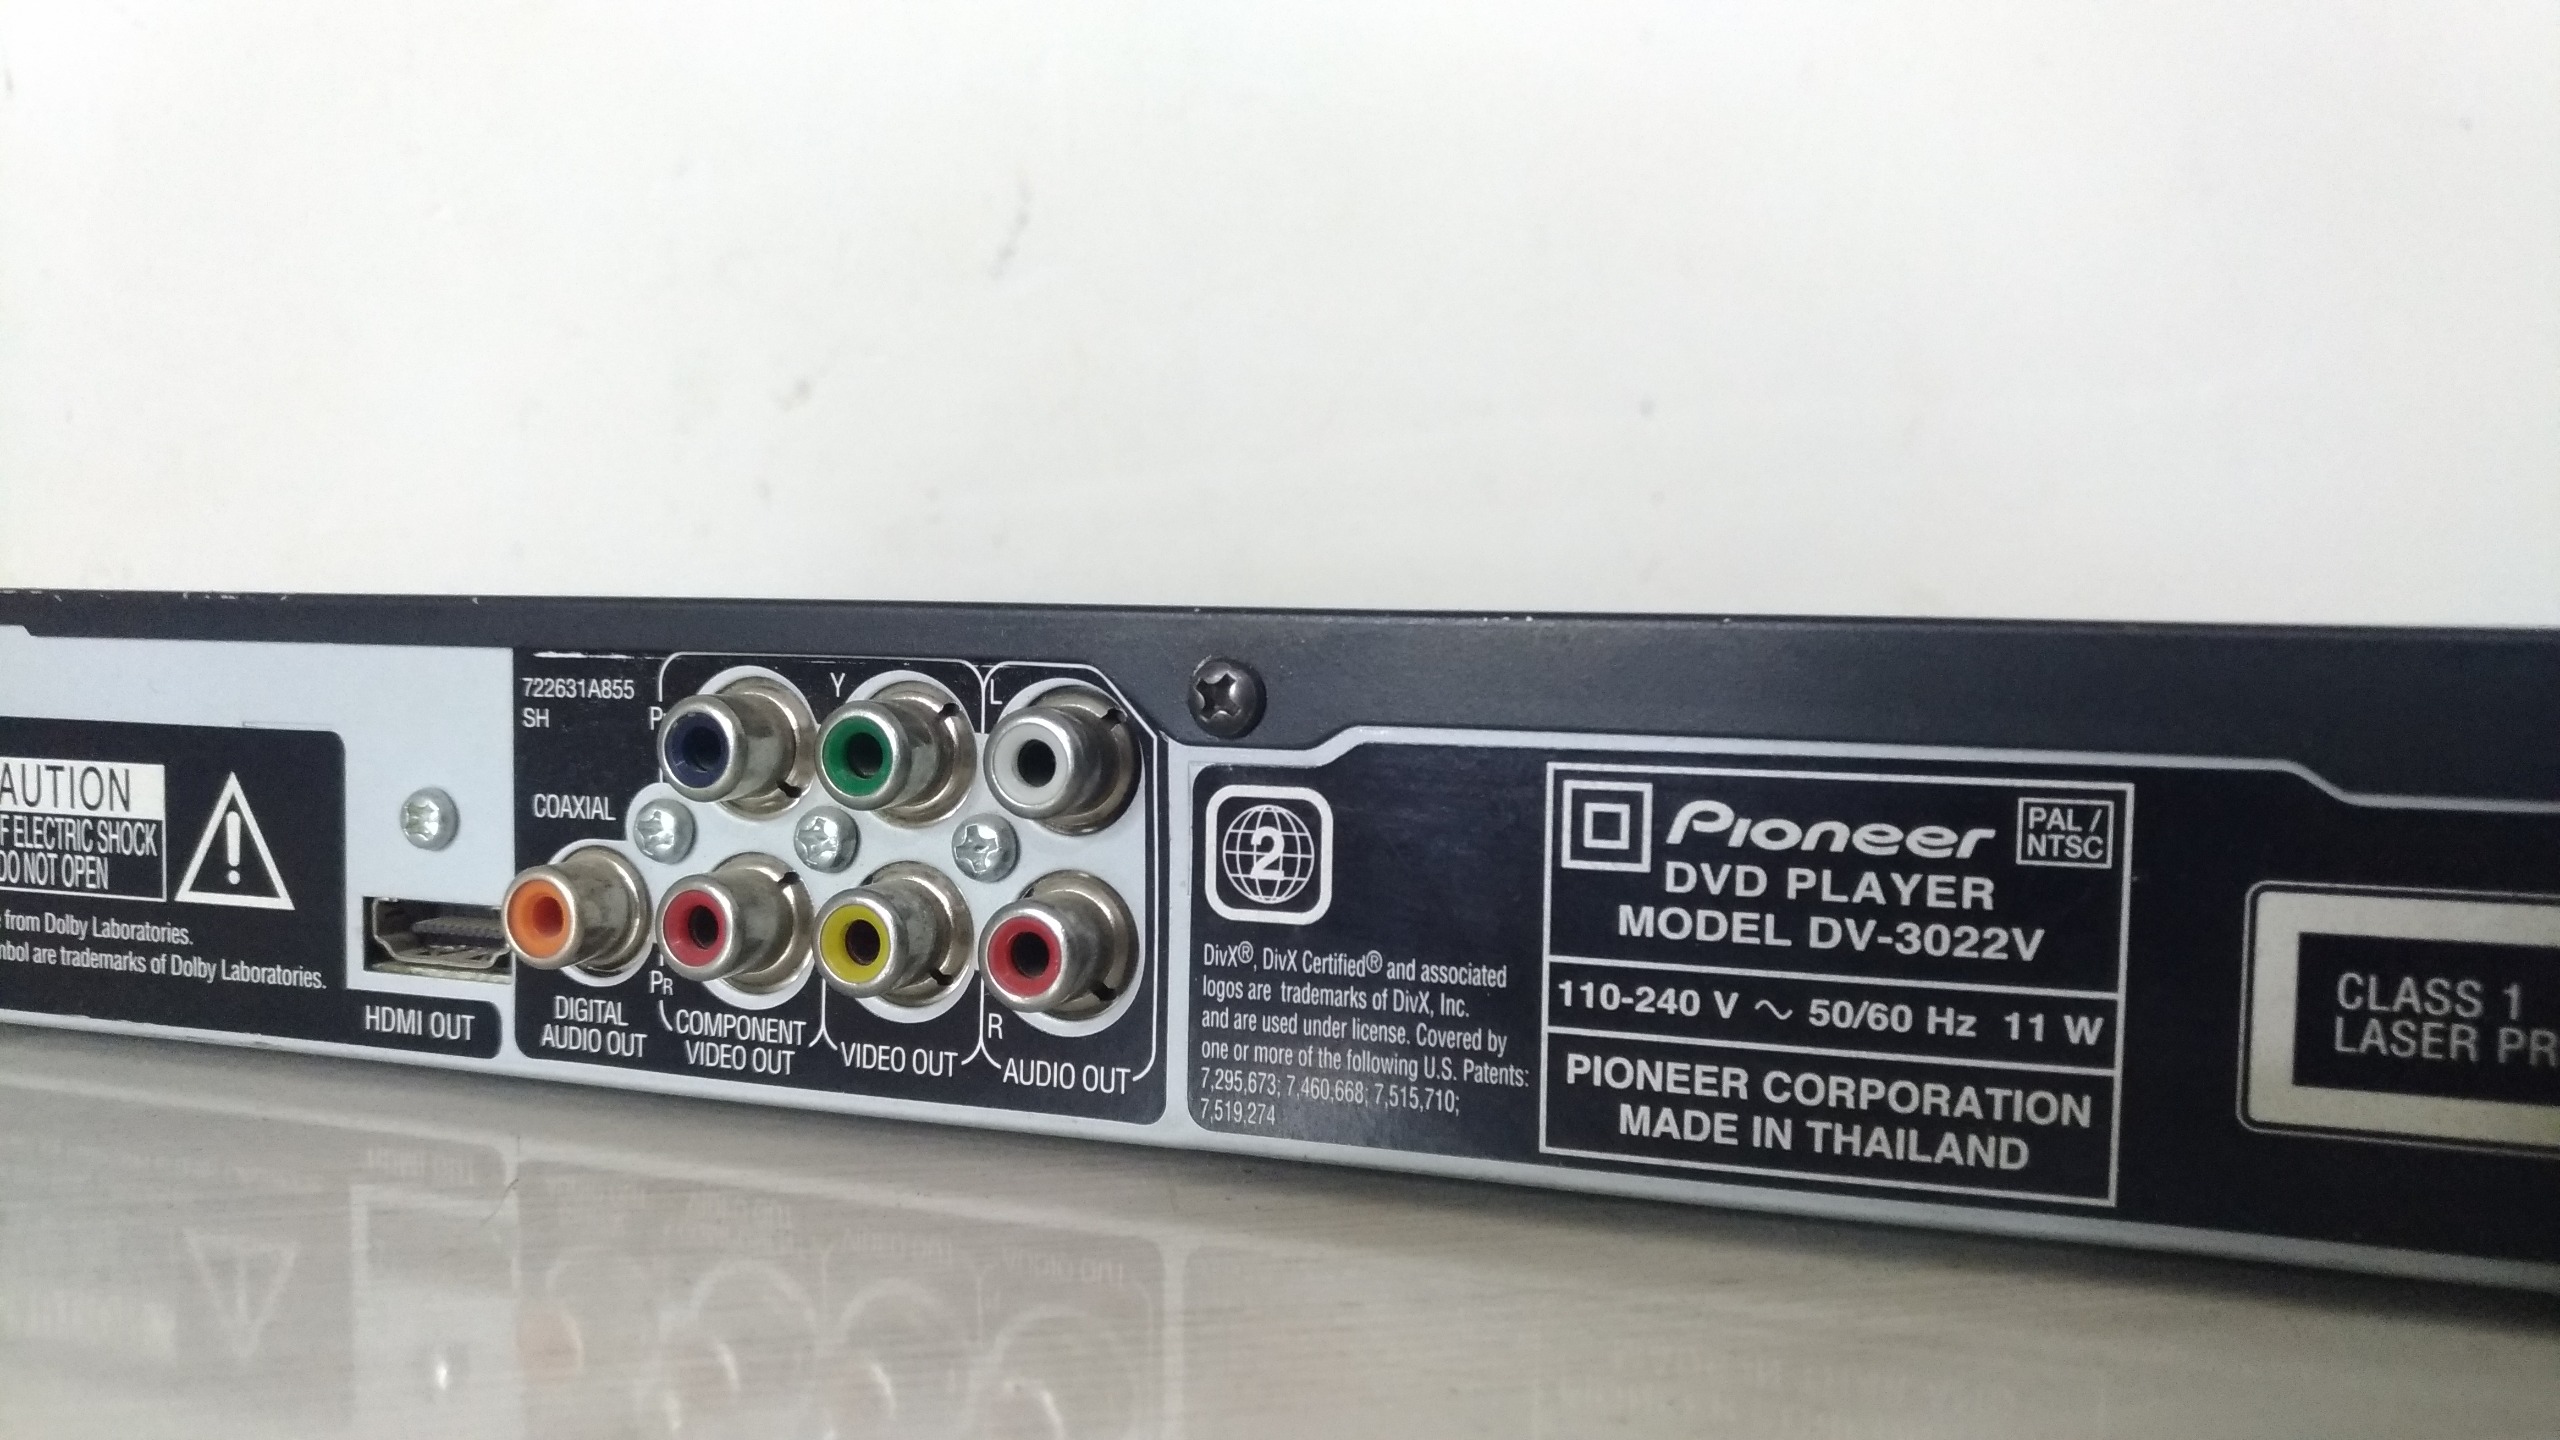 AUTION
F ELECTRIC SHOCK
DO NOT OPEN
from Dolby Laboratories.
mbol are trademarks of Dolby Laboratories.
HDMI OUT
722631A855
SH
COAXIAL
DIGITAL
AUDIO OUT
P
Y
L
PR
R
COMPONENT
VIDEO OUT
VIDEO OUT
AUDIO OUT
2
DivX®, DivX Certified® and associated
logos are trademarks of DivX, Inc.
and are used under license. Covered by
one or more of the following U.S. Patents:
7,295,673; 7,460,668; 7,515,710;
7,519,274
Pioneer
PAL /
NTSC
DVD PLAYER
MODEL DV-3022V
110-240 V ~ 50/60 Hz 11 W
PIONEER CORPORATION
MADE IN THAILAND
CLASS 1
LASER PR